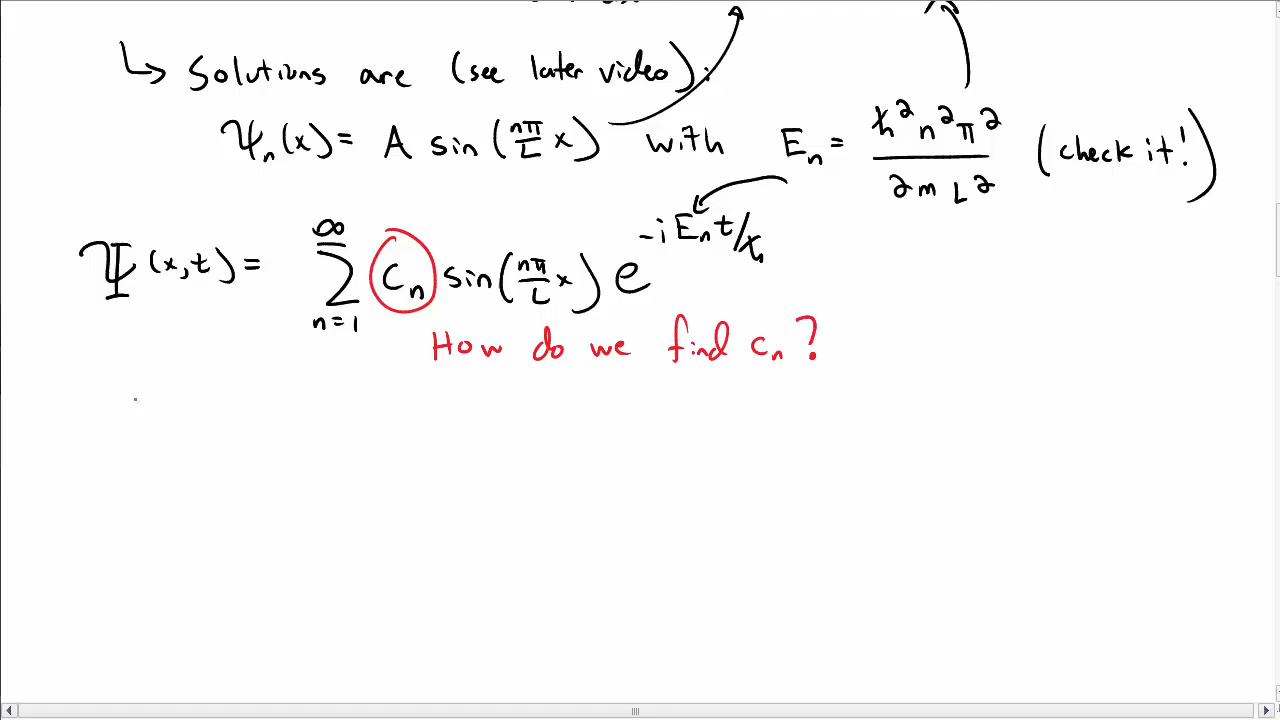 ↳ Solutions are (see later video):
Ψₙ(x) = A sin(nπ/L x) with Eₙ = ħ²n²π² / 2mL² (check it!)
Ψ(x,t) = ∑_{n=1}^{∞} cₙ sin(nπ/L x) e^{-iEₙt/ħ}
How do we find cₙ?